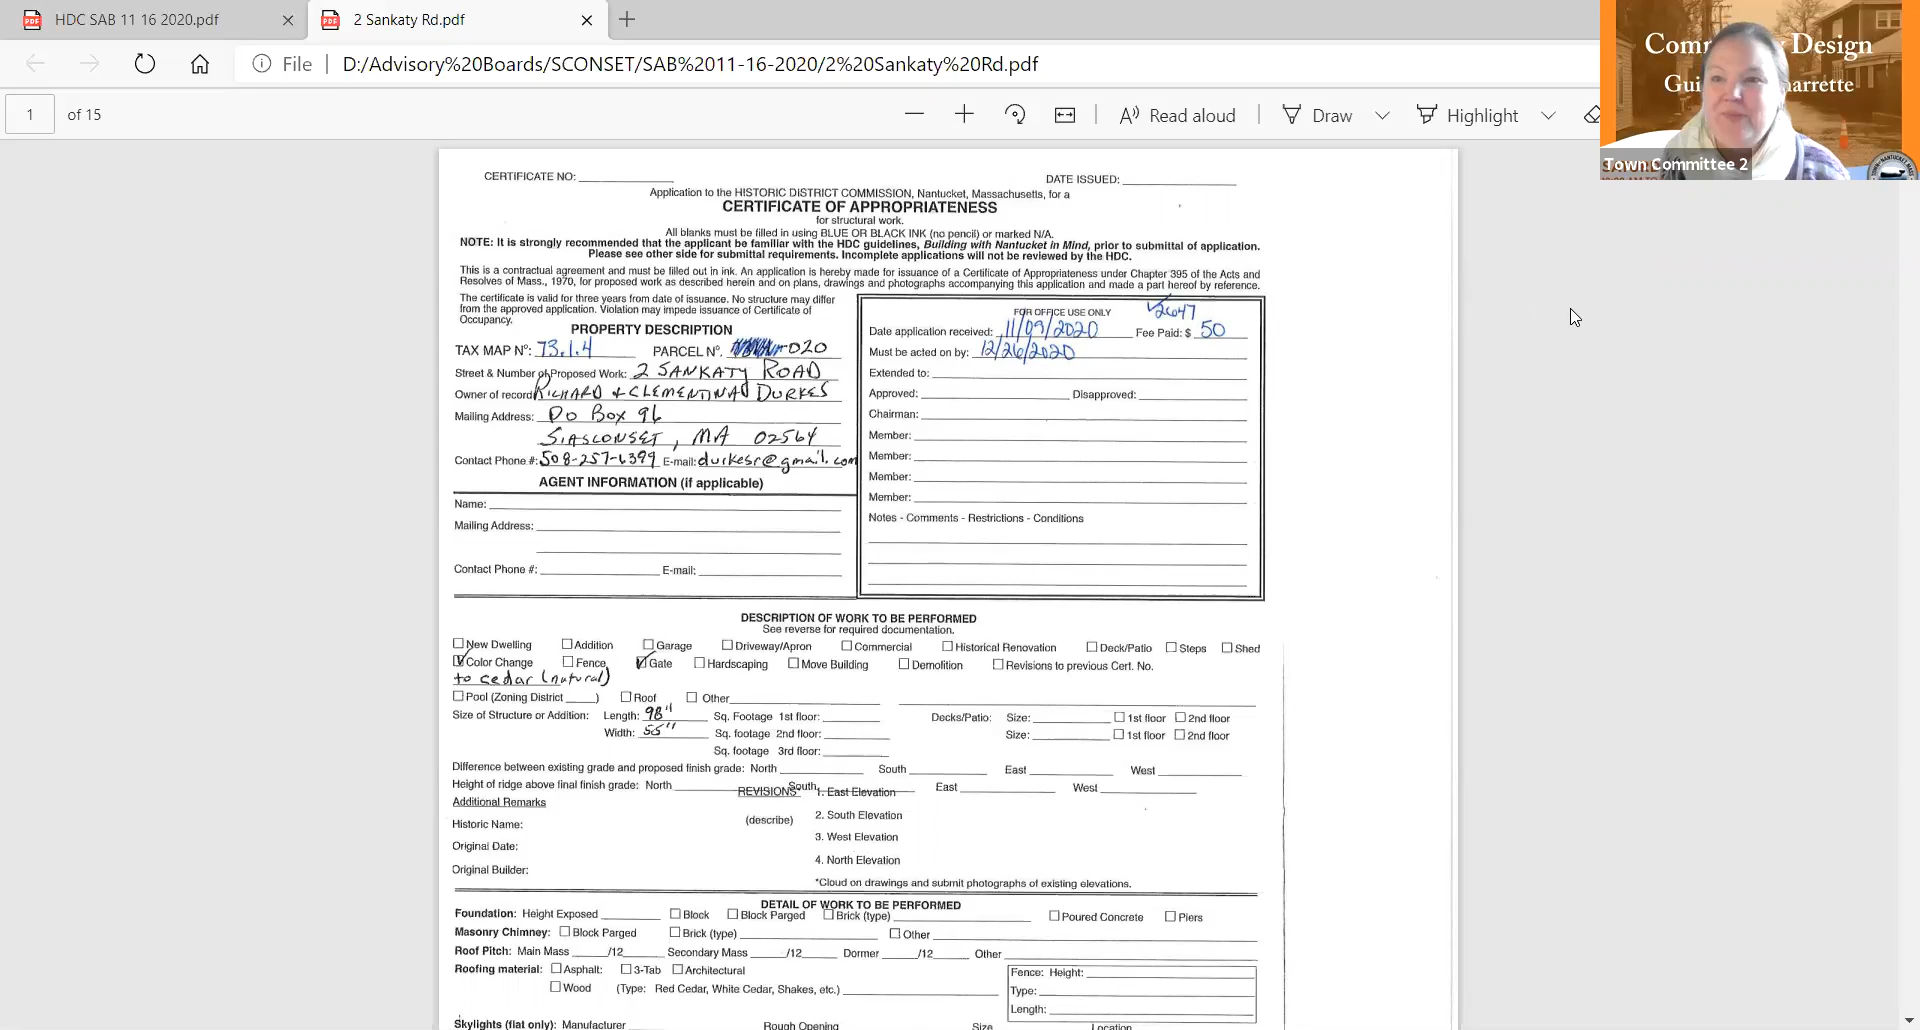 HDC SAB 11 16 2020.pdf
2 Sankaty Rd.pdf
File
D:/Advisory%20Boards/SCONSET/SAB%2011-16-2020/2%20Sankaty%20Rd.pdf
1 of 15
Read aloud
Draw
Highlight
Design
Town Committee 2
CERTIFICATE NO:
DATE ISSUED:
Application to the HISTORIC DISTRICT COMMISSION, Nantucket, Massachusetts, for a
CERTIFICATE OF APPROPRIATENESS
for structural work.
All blanks must be filled in using BLUE OR BLACK INK (no pencil) or marked N/A.
NOTE: It is strongly recommended that the applicant be familiar with the HDC guidelines, Building with Nantucket in Mind, prior to submittal of application.
Please see other side for submittal requirements. Incomplete applications will not be reviewed by the HDC.
This is a contractual agreement and must be filled out in ink. An application is hereby made for issuance of a Certificate of Appropriateness under Chapter 395 of the Acts and
Resolves of Mass., 1970, for proposed work as described herein and on plans, drawings and photographs accompanying this application and made a part hereof by reference.
The certificate is valid for three years from date of issuance. No structure may differ
from the approved application. Violation may impede issuance of Certificate of
Occupancy.
PROPERTY DESCRIPTION
TAX MAP Nº: 73.1.4 PARCEL Nº. 020
Street & Number of Proposed Work: 2 SANKATY ROAD
Owner of record: RICHARD & CLEMENTINA DURKES
Mailing Address: PO BOX 96
SIASCONSET, MA 02564
Contact Phone #: 508-257-6399 E-mail: durkesr@gmail.com
AGENT INFORMATION (if applicable)
Name:
Mailing Address:
Contact Phone #: E-mail:
FOR OFFICE USE ONLY 2647
Date application received: 11/09/2020 Fee Paid: $ 50
Must be acted on by: 12/26/2020
Extended to:
Approved: Disapproved:
Chairman:
Member:
Member:
Member:
Member:
Notes - Comments - Restrictions - Conditions
DESCRIPTION OF WORK TO BE PERFORMED
See reverse for required documentation.
New Dwelling Addition Garage Driveway/Apron Commercial Historical Renovation Deck/Patio Steps Shed
Color Change Fence Gate Hardscaping Move Building Demolition Revisions to previous Cert. No.
to cedar (natural)
Pool (Zoning District ) Roof Other
Size of Structure or Addition: Length: 98" Sq. Footage 1st floor: Decks/Patio: Size: 1st floor 2nd floor
Width: 55" Sq. footage 2nd floor: Size: 1st floor 2nd floor
Sq. footage 3rd floor:
Difference between existing grade and proposed finish grade: North South East West
Height of ridge above final finish grade: North South East West
Additional Remarks
REVISIONS* 1. East Elevation
Historic Name:
(describe) 2. South Elevation
Original Date:
3. West Elevation
Original Builder:
4. North Elevation
*Cloud on drawings and submit photographs of existing elevations.
DETAIL OF WORK TO BE PERFORMED
Foundation: Height Exposed Block Block Parged Brick (type) Poured Concrete Piers
Masonry Chimney: Block Parged Brick (type) Other
Roof Pitch: Main Mass /12 Secondary Mass /12 Dormer /12 Other
Roofing material: Asphalt: 3-Tab Architectural
Wood (Type: Red Cedar, White Cedar, Shakes, etc.)
Fence: Height:
Type:
Length:
Skylights (flat only): Manufacturer Rough Opening Size Location